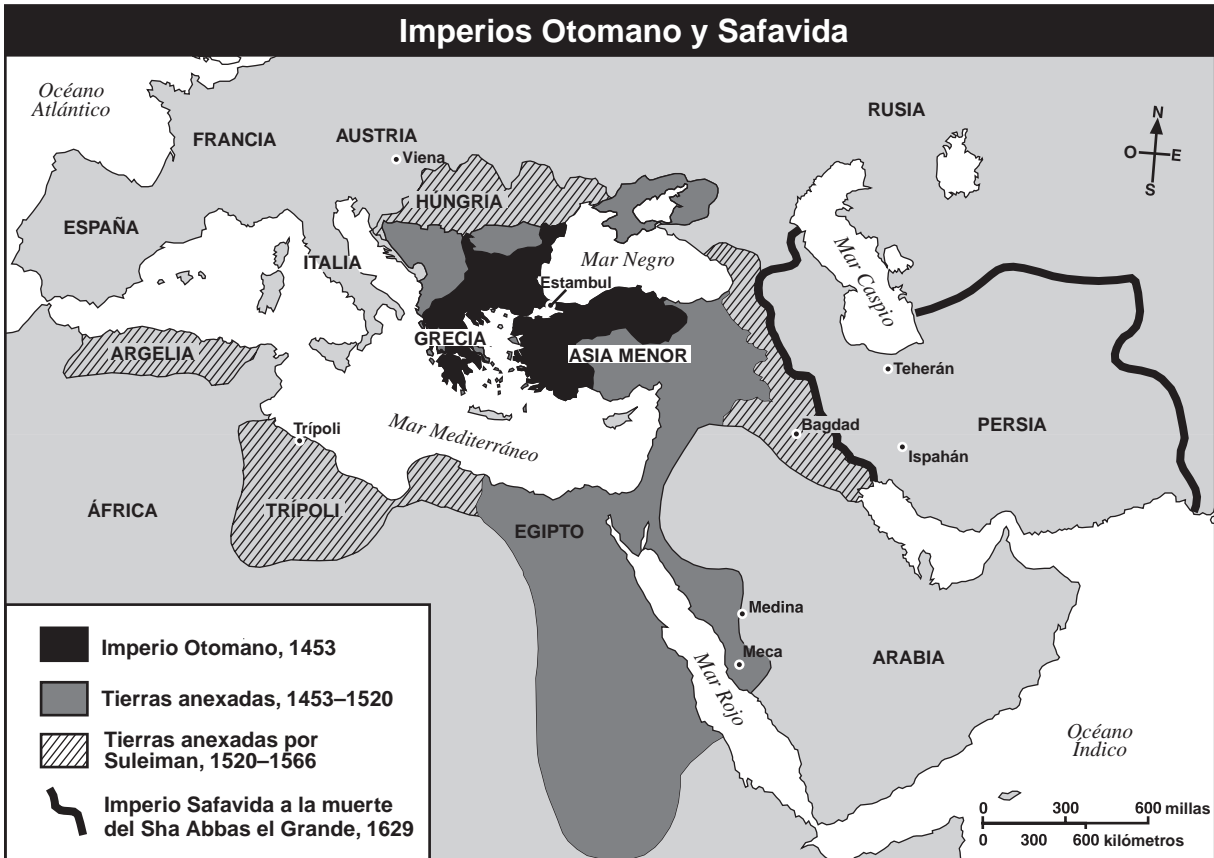 Imperios Otomano y Safavida
Océano
Atlántico
RUSIA
FRANCIA
AUSTRIA
Viena
N
O
E
S
HÚNGRIA
ESPAÑA
ITALIA
Mar Negro
Mar Caspio
Estambul
GRECIA
ASIA MENOR
ARGELIA
Teherán
Trípoli
Mar Mediterráneo
Bagdad
PERSIA
Ispahán
ÁFRICA
TRÍPOLI
EGIPTO
Medina
Meca
ARABIA
Mar Rojo
Océano
Índico
Imperio Otomano, 1453
Tierras anexadas, 1453–1520
Tierras anexadas por
Suleiman, 1520–1566
Imperio Safavida a la muerte
del Sha Abbas el Grande, 1629
0 300 600 millas
0 300 600 kilómetros